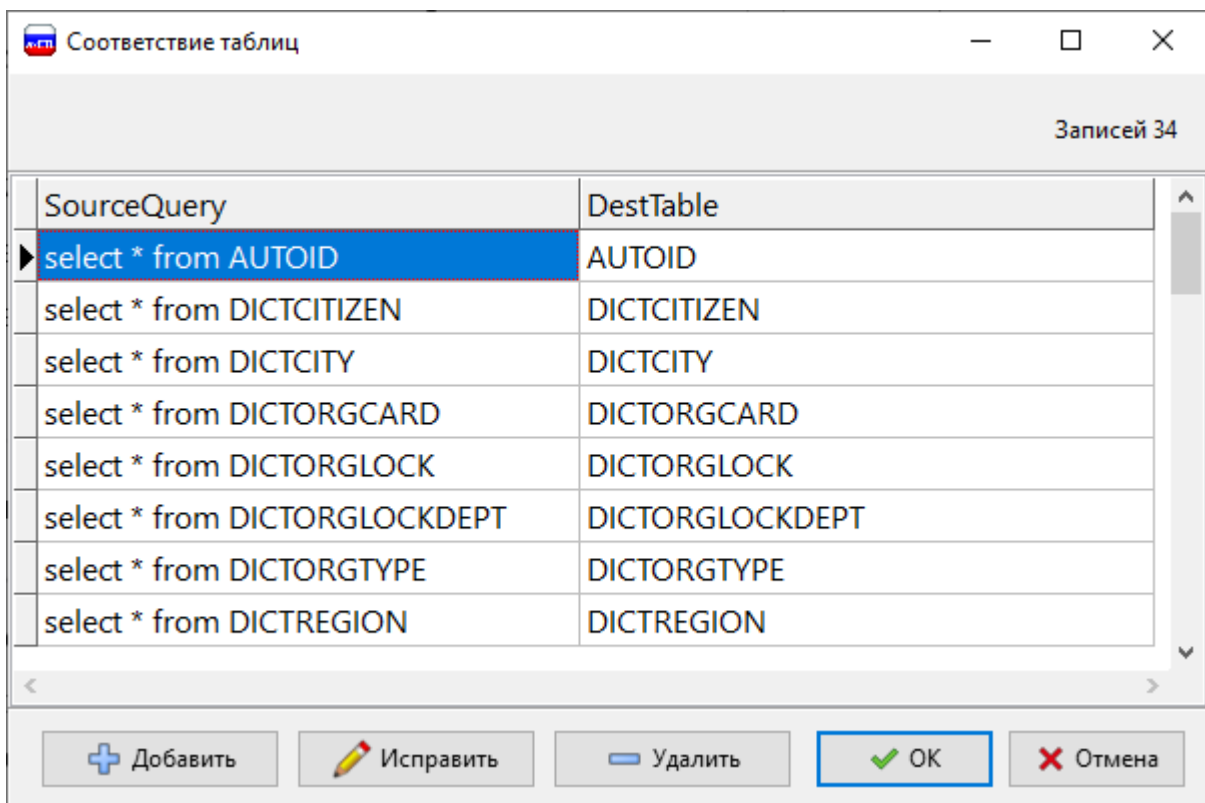 Соответствие таблиц
Записей 34
SourceQuery DestTable
select * from AUTOID AUTOID
select * from DICTCITIZEN DICTCITIZEN
select * from DICTCITY DICTCITY
select * from DICTORGCARD DICTORGCARD
select * from DICTORGLOCK DICTORGLOCK
select * from DICTORGLOCKDEPT DICTORGLOCKDEPT
select * from DICTORGTYPE DICTORGTYPE
select * from DICTREGION DICTREGION
Добавить Исправить Удалить OK Отмена